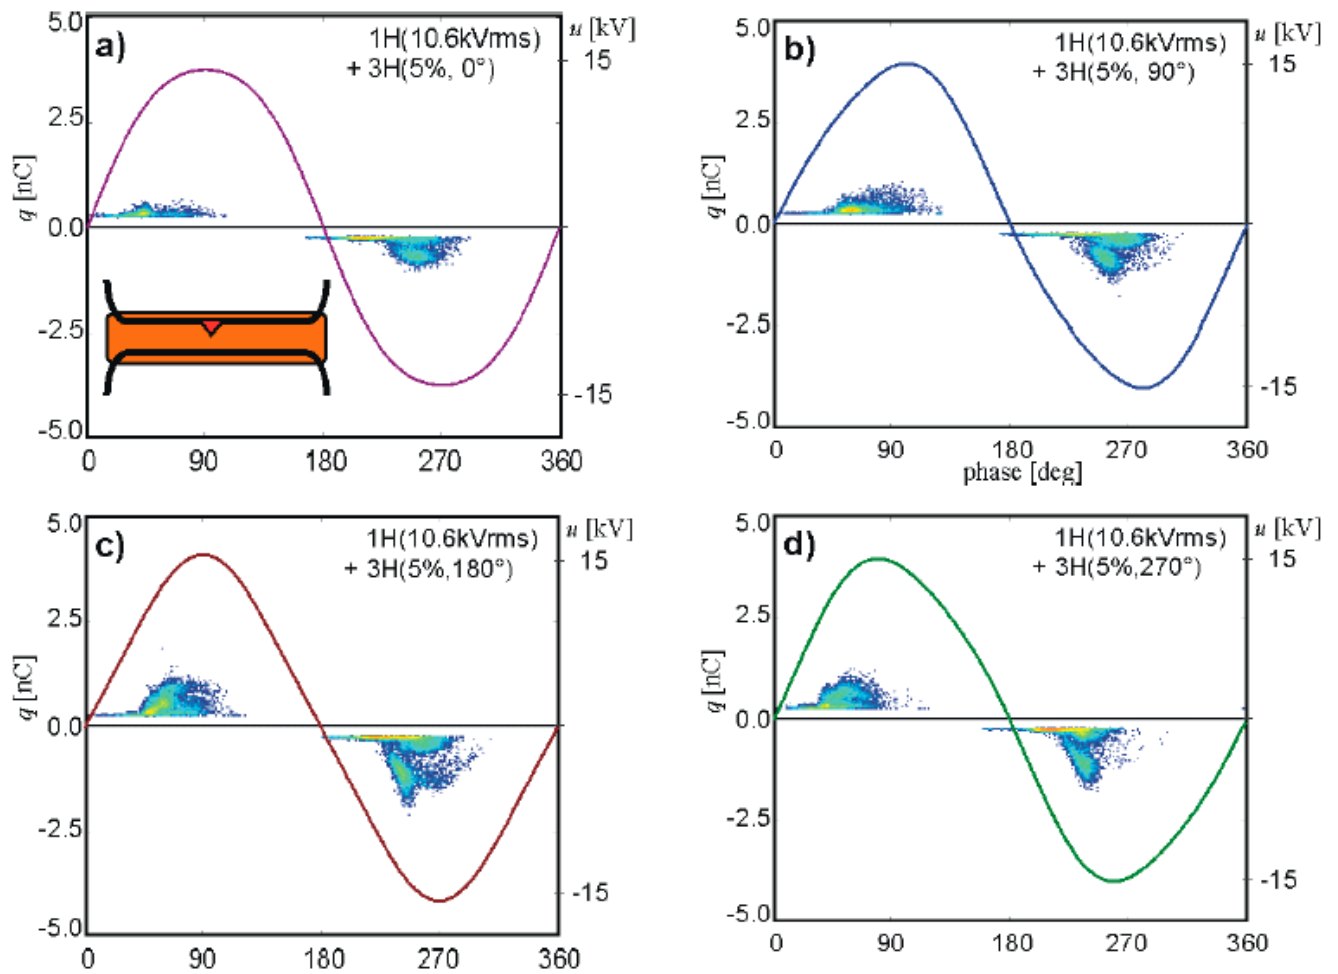 a)
1H(10.6kVrms)
+ 3H(5%, 0°)
u [kV]
5.0
2.5
0.0
-2.5
-5.0
q [nC]
15
-15
0 90 180 270 360
b)
1H(10.6kVrms)
+ 3H(5%, 90°)
u [kV]
5.0
2.5
0.0
-2.5
-5.0
q [nC]
15
-15
0 90 180 270 360
phase [deg]
c)
1H(10.6kVrms)
+ 3H(5%,180°)
u [kV]
5.0
2.5
0.0
-2.5
-5.0
q [nC]
15
-15
0 90 180 270 360
d)
1H(10.6kVrms)
+ 3H(5%,270°)
u [kV]
5.0
2.5
0.0
-2.5
-5.0
q [nC]
15
-15
0 90 180 270 360